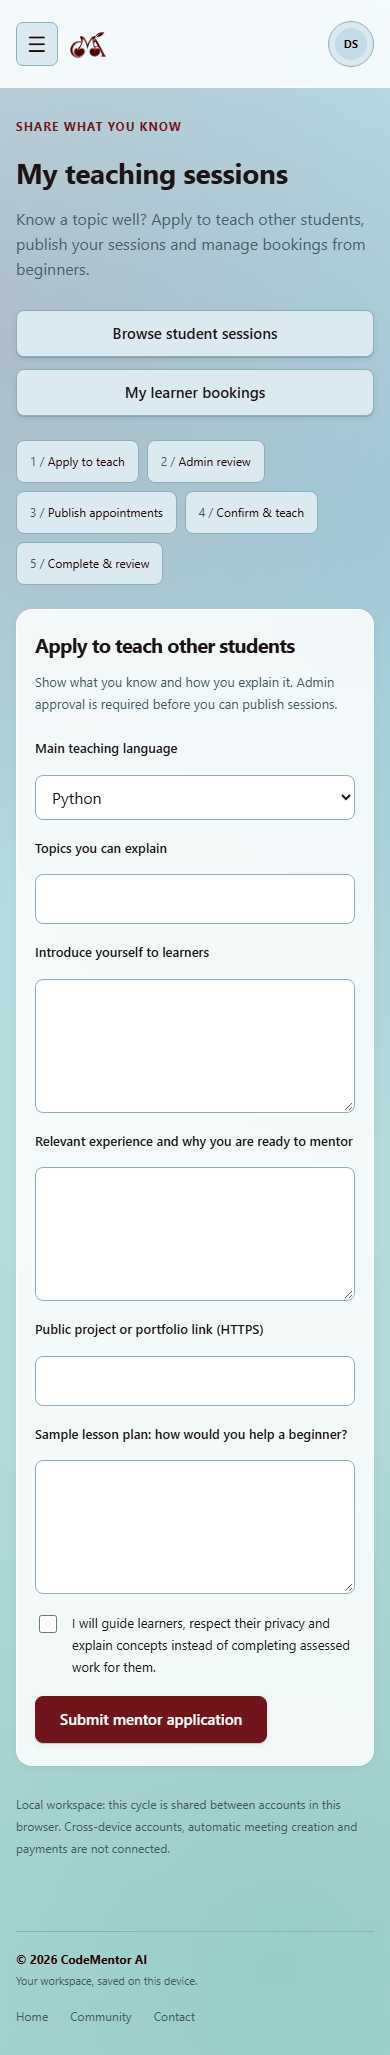 DS
SHARE WHAT YOU KNOW
My teaching sessions
Know a topic well? Apply to teach other students,
publish your sessions and manage bookings from
beginners.
Browse student sessions
My learner bookings
1 / Apply to teach
2 / Admin review
3 / Publish appointments
4 / Confirm & teach
5 / Complete & review
Apply to teach other students
Show what you know and how you explain it. Admin
approval is required before you can publish sessions.
Main teaching language
Python
Topics you can explain
Introduce yourself to learners
Relevant experience and why you are ready to mentor
Public project or portfolio link (HTTPS)
Sample lesson plan: how would you help a beginner?
I will guide learners, respect their privacy and
explain concepts instead of completing assessed
work for them.
Submit mentor application
Local workspace: this cycle is shared between accounts in this
browser. Cross-device accounts, automatic meeting creation and
payments are not connected.
© 2026 CodeMentor AI
Your workspace, saved on this device.
Home Community Contact